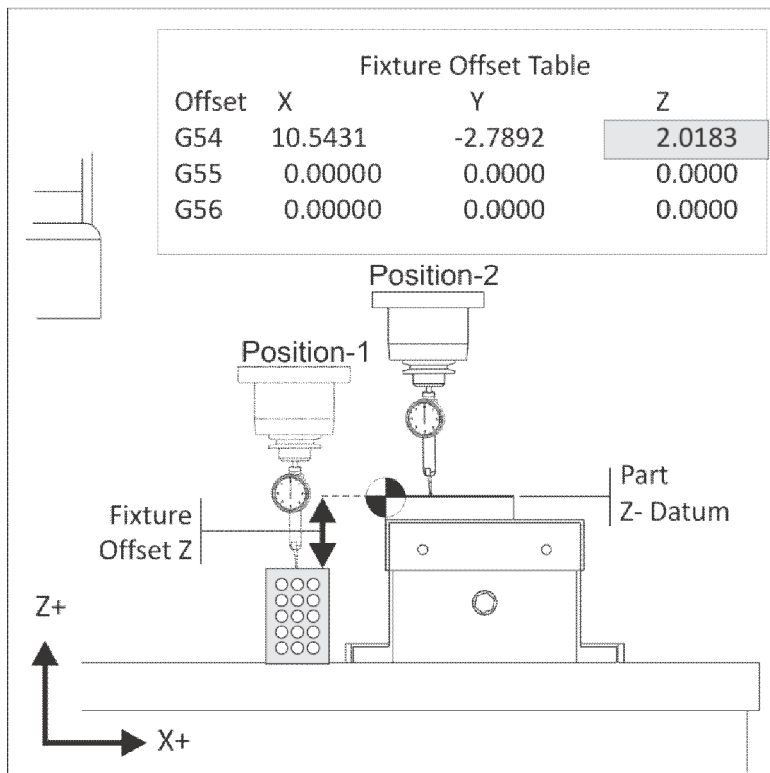 Fixture Offset Table
Offset X Y Z
G54 10.5431 -2.7892 2.0183
G55 0.00000 0.0000 0.0000
G56 0.00000 0.0000 0.0000
Position-2
Position-1
Part
Z- Datum
Fixture
Offset Z
Z+
X+